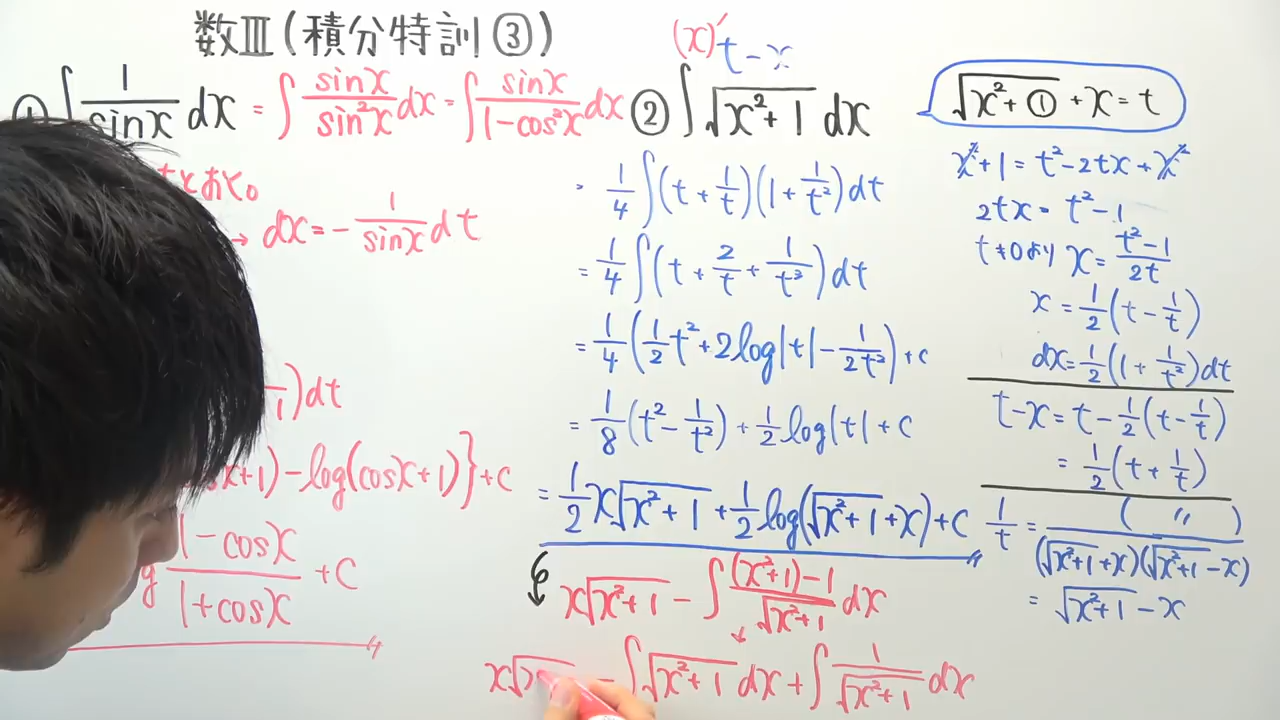 数Ⅲ(積分特訓③)
∫ 1/sinx dx = ∫ sinx/sin²x dx = ∫ sinx/1-cos²x dx
tとおく。
→ dx = - 1/sinx dt
)dt
x+1) - log(cosx+1)} + c
g 1-cosx/1+cosx + c
(x)' t-x
② ∫√x²+1 dx
1/4 ∫(t + 1/t)(1 + 1/t²)dt
= 1/4 ∫(t + 2/t + 1/t³)dt
= 1/4 (1/2 t² + 2log|t| - 1/2t²) + c
= 1/8 (t² - 1/t²) + 1/2 log|t| + c
= 1/2 x√x²+1 + 1/2 log(√x²+1 + x) + c
x√x²+1 - ∫ (x²+1)-1/√x²+1 dx
x√x - ∫√x²+1 dx + ∫ 1/√x²+1 dx
√x²+① + x = t
x²+1 = t²-2tx+x²
2tx = t²-1
t≠0より x = t²-1/2t
x = 1/2 (t - 1/t)
dx = 1/2 (1 + 1/t²)dt
t-x = t - 1/2 (t - 1/t)
= 1/2 (t + 1/t)
1/t = ( 〃 )/(√x²+1+x)(√x²+1-x)
= √x²+1 - x